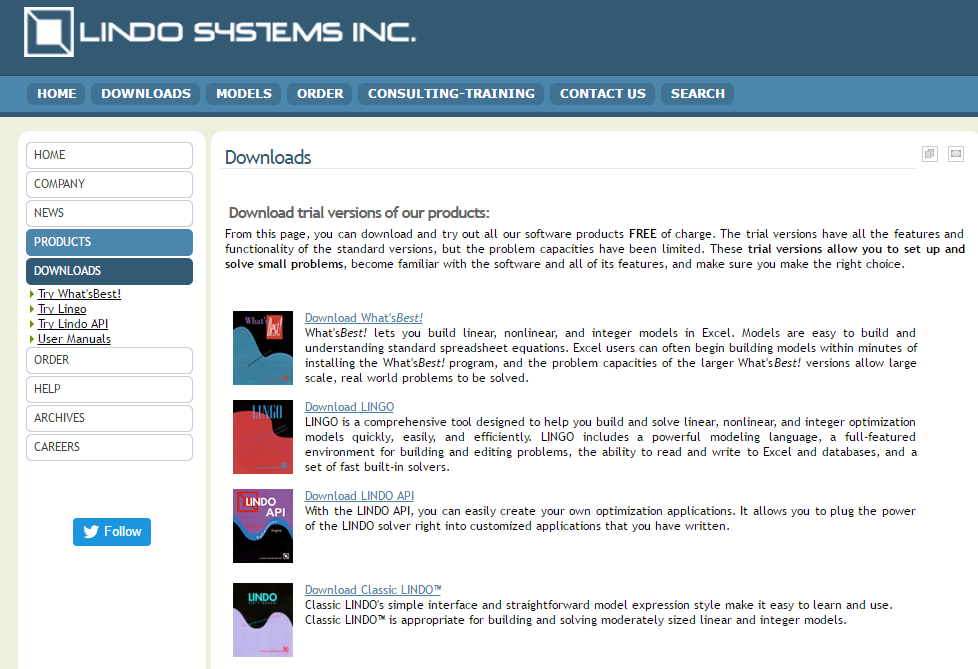 LINDO SYSTEMS INC.
HOME DOWNLOADS MODELS ORDER CONSULTING-TRAINING CONTACT US SEARCH
HOME
COMPANY
NEWS
PRODUCTS
DOWNLOADS
Try What'sBest!
Try Lingo
Try Lindo API
User Manuals
ORDER
HELP
ARCHIVES
CAREERS
Follow
Downloads
Download trial versions of our products:
From this page, you can download and try out all our software products FREE of charge. The trial versions have all the features and
functionality of the standard versions, but the problem capacities have been limited. These trial versions allow you to set up and
solve small problems, become familiar with the software and all of its features, and make sure you make the right choice.
What's Best!
Download What'sBest!
What'sBest! lets you build linear, nonlinear, and integer models in Excel. Models are easy to build and
understanding standard spreadsheet equations. Excel users can often begin building models within minutes of
installing the What'sBest! program, and the problem capacities of the larger What'sBest! versions allow large
scale, real world problems to be solved.
LINGO
Download LINGO
LINGO is a comprehensive tool designed to help you build and solve linear, nonlinear, and integer optimization
models quickly, easily, and efficiently. LINGO includes a powerful modeling language, a full-featured
environment for building and editing problems, the ability to read and write to Excel and databases, and a
set of fast built-in solvers.
LINDO
API
Download LINDO API
With the LINDO API, you can easily create your own optimization applications. It allows you to plug the power
of the LINDO solver right into customized applications that you have written.
LINDO
Download Classic LINDO™
Classic LINDO's simple interface and straightforward model expression style make it easy to learn and use.
Classic LINDO™ is appropriate for building and solving moderately sized linear and integer models.